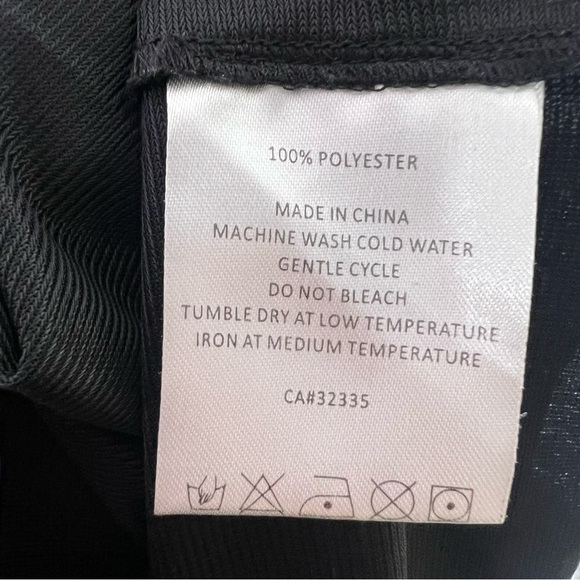 100% POLYESTER
MADE IN CHINA
MACHINE WASH COLD WATER
GENTLE CYCLE
DO NOT BLEACH
TUMBLE DRY AT LOW TEMPERATURE
IRON AT MEDIUM TEMPERATURE
CA#32335